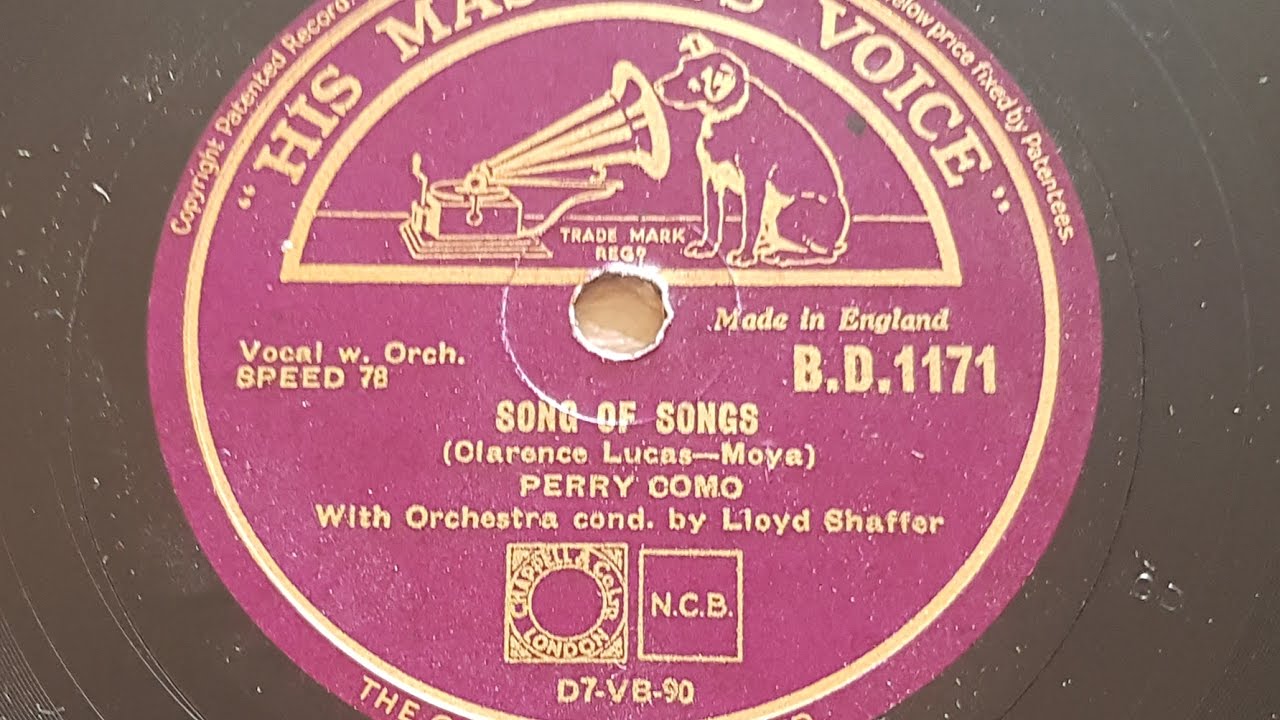 Copyright Patented Record.
"HIS MAS 'S VOICE"
below price fixed by Patentees.
TRADE MARK
REGD
Made in England
Vocal w. Orch.
B.D.1171
SPEED 78
SONG OF SONGS
(Clarence Lucas—Moya)
PERRY COMO
With Orchestra cond. by Lloyd Shaffer
CHAPPELL & CO LTD
LONDON
N.C.B.
D7-VB-90
THE